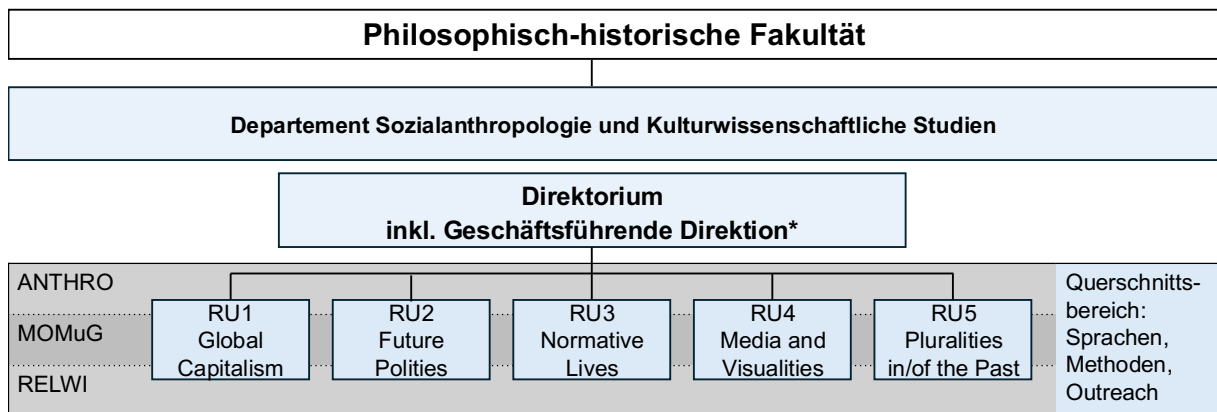 Philosophisch-historische Fakultät
Departement Sozialanthropologie und Kulturwissenschaftliche Studien
Direktorium
inkl. Geschäftsführende Direktion*
ANTHRO
MOMuG
RELWI
RU1
Global
Capitalism
RU2
Future
Polities
RU3
Normative
Lives
RU4
Media and
Visualities
RU5
Pluralities
in/of the Past
Querschnitts-
bereich:
Sprachen,
Methoden,
Outreach